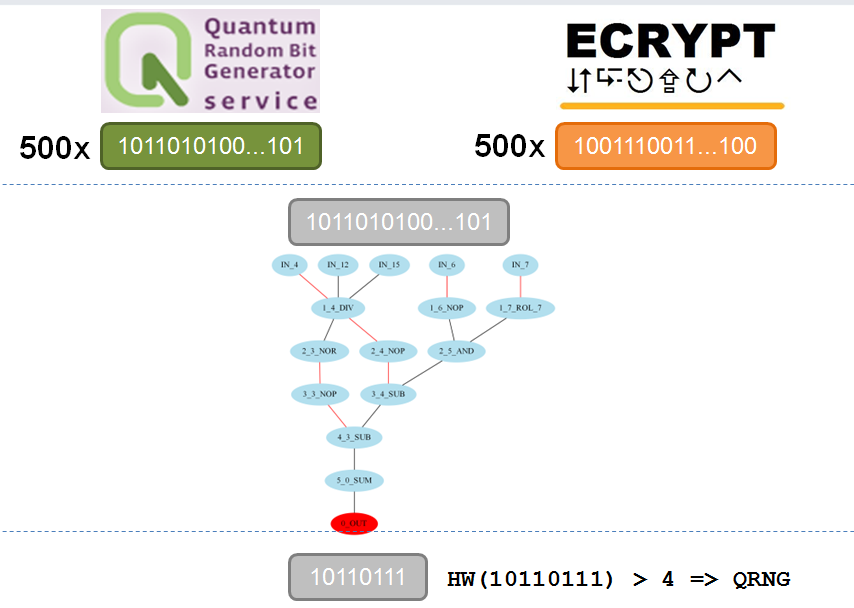 Quantum
Random Bit
Generator
service
ECRYPT
500x 1011010100...101
500x 1001110011...100
1011010100...101
IN_4 IN_12 IN_15 IN_6 IN_7
1_4_DIV 1_6_NOP 1_7_ROL_7
2_3_NOR 2_4_NOP 2_5_AND
3_3_NOP 3_4_SUB
4_3_SUB
5_0_SUM
0_OUT
10110111 HW(10110111) > 4 => QRNG